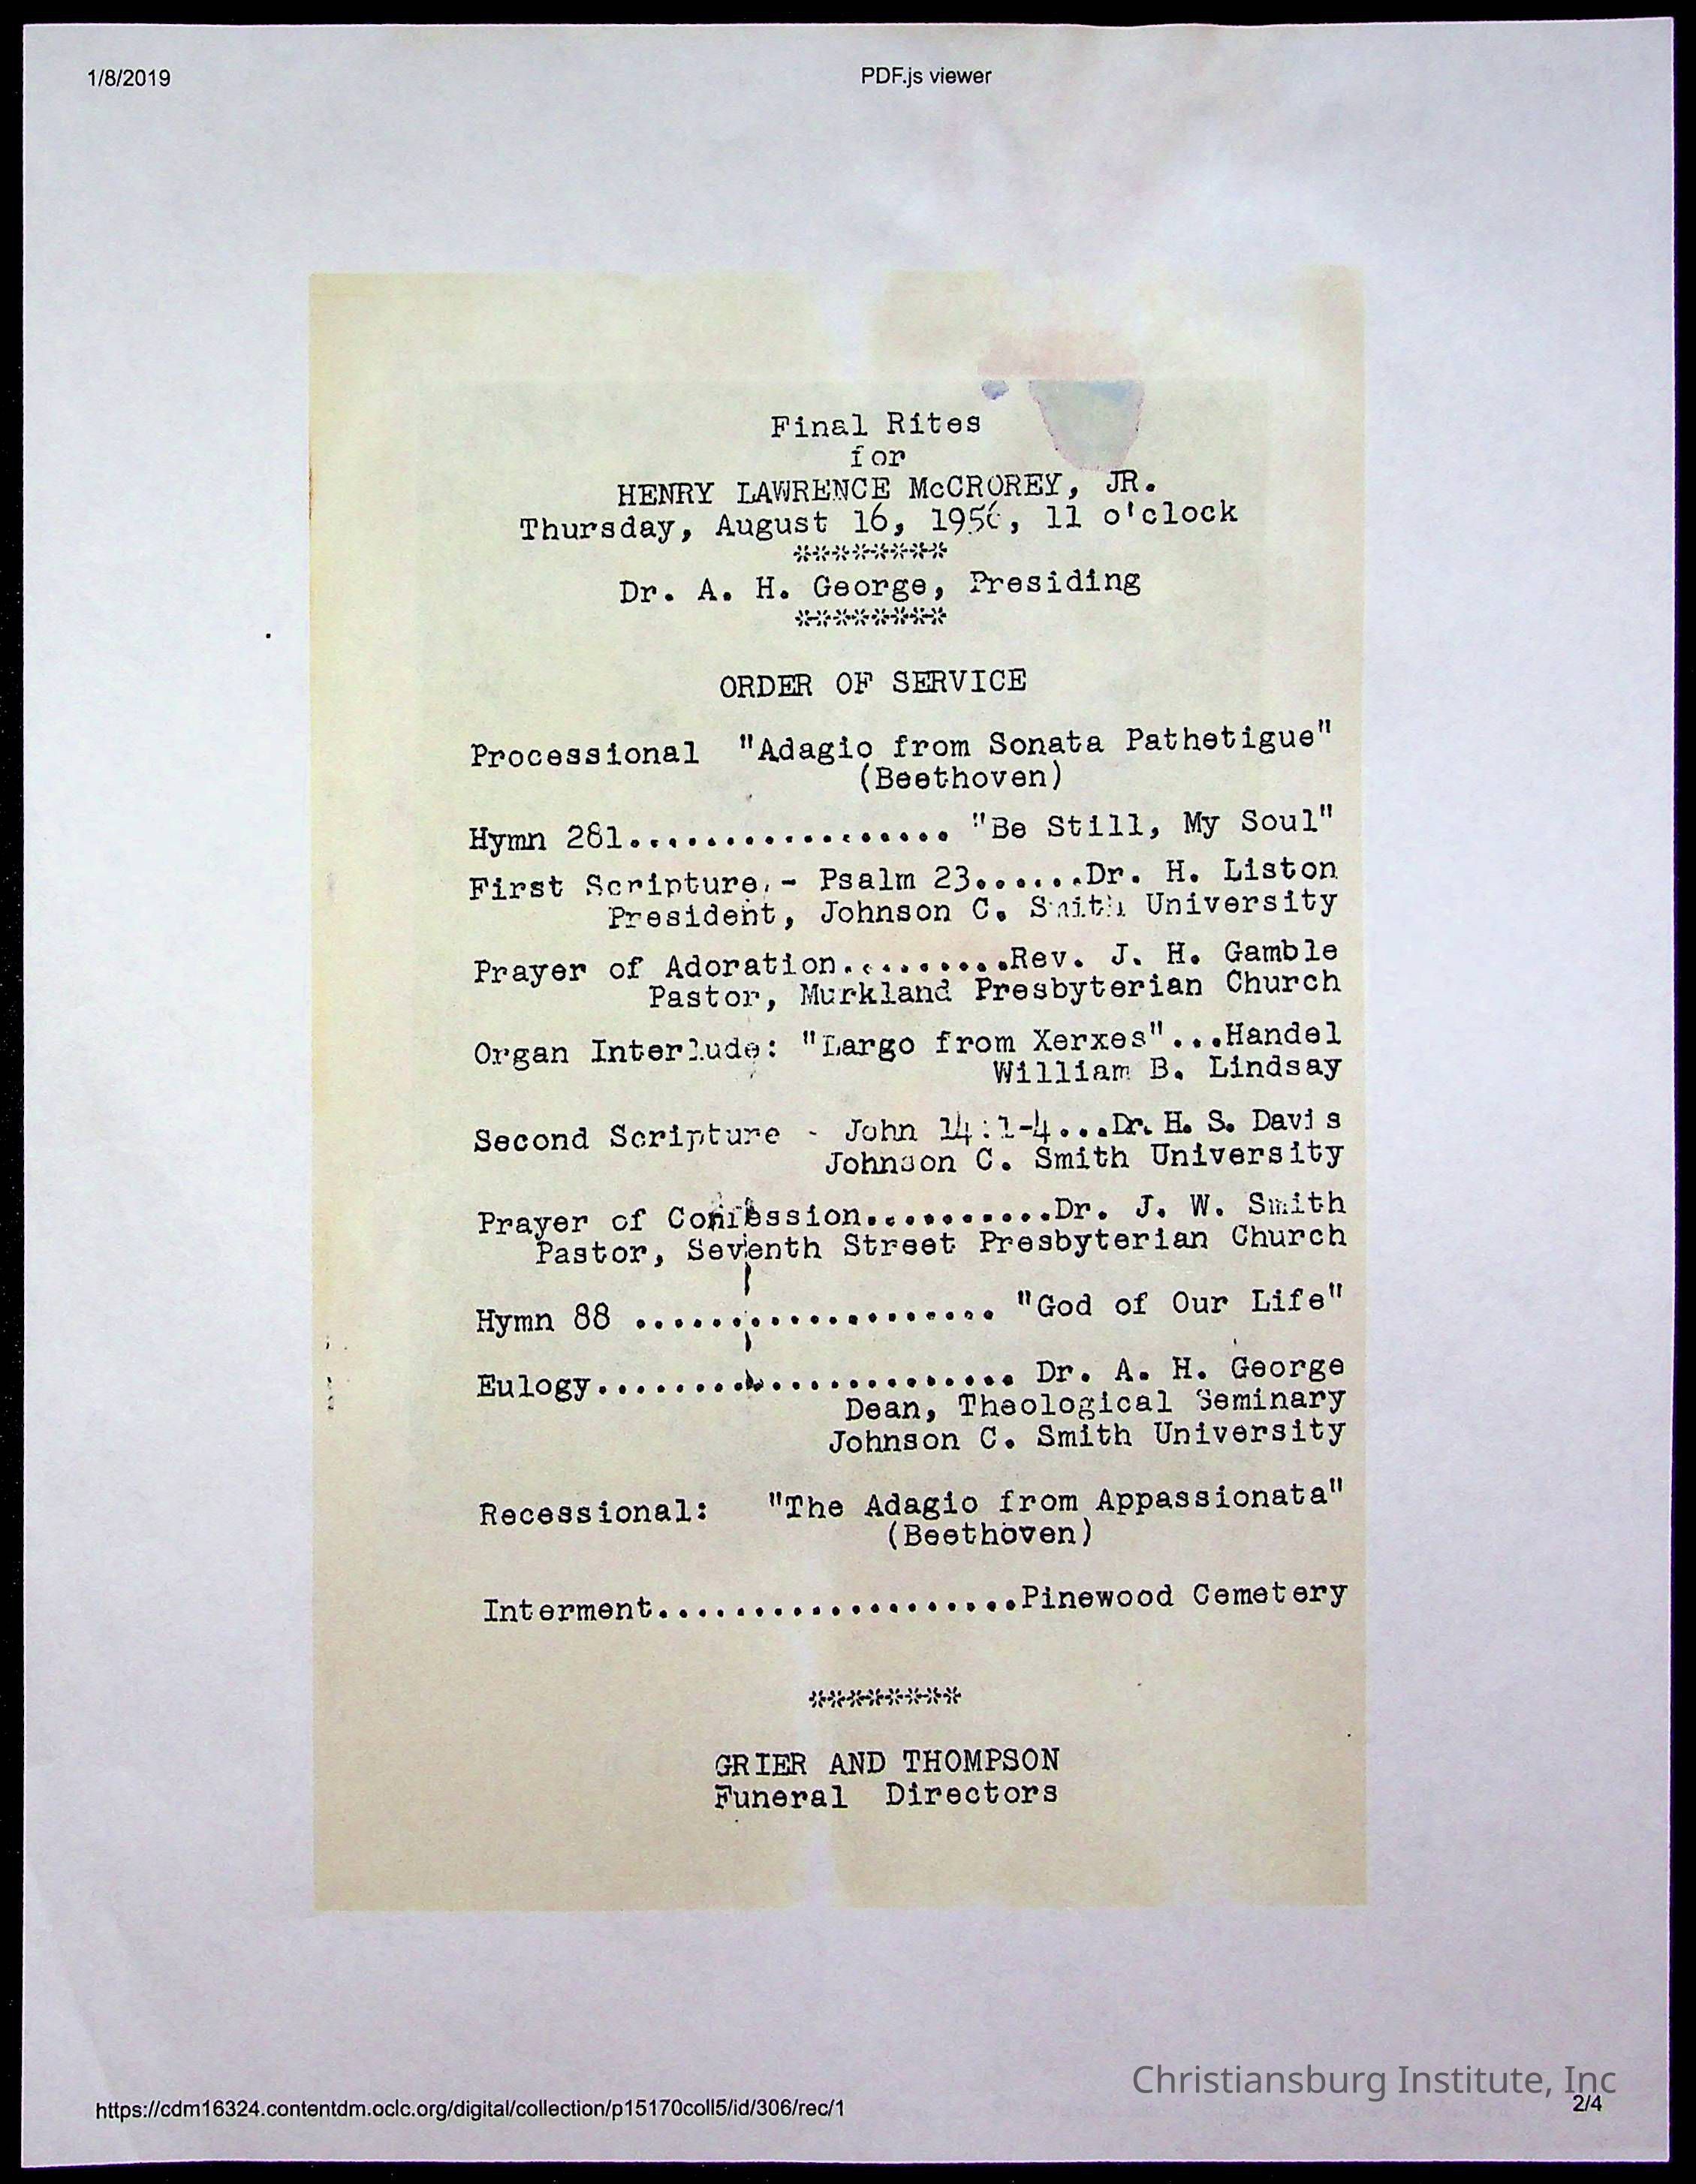 1/8/2019
PDF.js viewer
Final Rites
for
HENRY LAWRENCE McCROREY, JR.
Thursday, August 16, 1956, 11 o'clock
********
Dr. A. H. George, Presiding
********
ORDER OF SERVICE
Processional "Adagio from Sonata Pathetigue"
(Beethoven)
Hymn 281................. "Be Still, My Soul"
First Scripture.- Psalm 23......Dr. H. Liston
President, Johnson C. Smith University
Prayer of Adoration.........Rev. J. H. Gamble
Pastor, Murkland Presbyterian Church
Organ Interlude: "Largo from Xerxes"...Handel
William B. Lindsay
Second Scripture - John 14:1-4...Dr. H. S. Davis
Johnson C. Smith University
Prayer of Confession..........Dr. J. W. Smith
Pastor, Seventh Street Presbyterian Church
Hymn 88 ................... "God of Our Life"
Eulogy...................... Dr. A. H. George
Dean, Theological Seminary
Johnson C. Smith University
Recessional: "The Adagio from Appassionata"
(Beethoven)
Interment...................Pinewood Cemetery
********
GRIER AND THOMPSON
Funeral Directors
Christiansburg Institute, Inc
https://cdm16324.contentdm.oclc.org/digital/collection/p15170coll5/id/306/rec/1
2/4